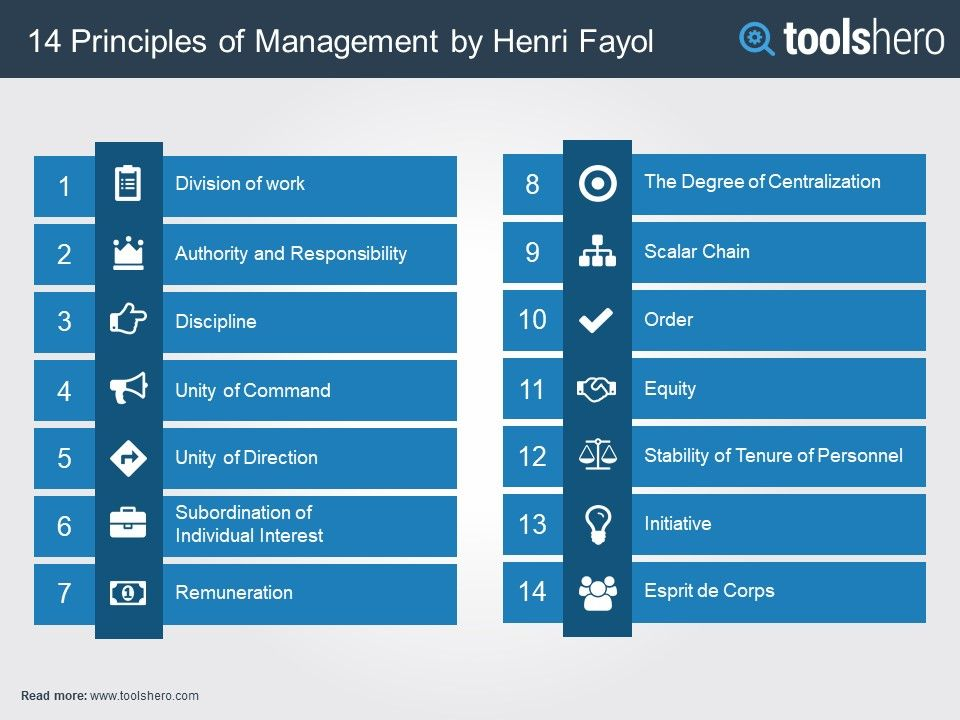 14 Principles of Management by Henri Fayol
toolshero
1
Division of work
2
Authority and Responsibility
3
Discipline
4
Unity of Command
5
Unity of Direction
6
Subordination of
Individual Interest
7
1
Remuneration
8
The Degree of Centralization
9
Scalar Chain
10
Order
11
Equity
12
Stability of Tenure of Personnel
13
Initiative
14
Esprit de Corps
Read more: www.toolshero.com